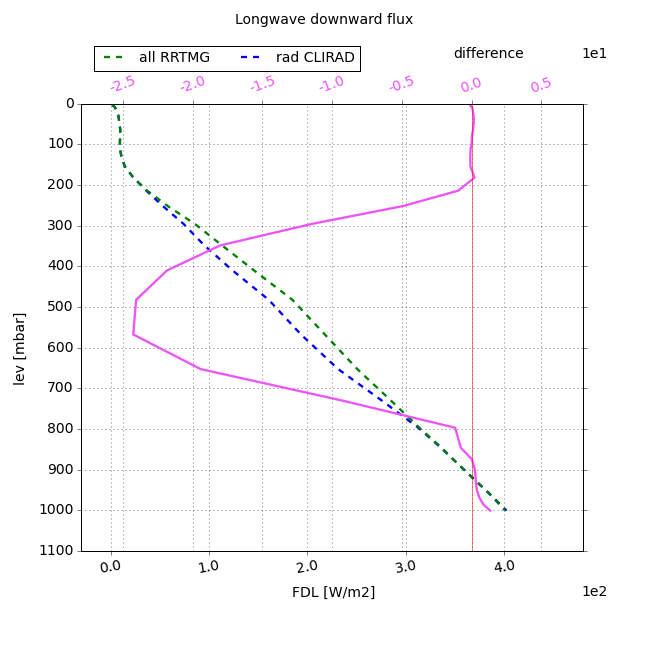 Longwave downward flux
all RRTMG rad CLIRAD
difference 1e1
-2.5 -2.0 -1.5 -1.0 -0.5 0.0 0.5
0
100
200
300
400
500
600
700
800
900
1000
1100
lev [mbar]
0.0 1.0 2.0 3.0 4.0
FDL [W/m2] 1e2